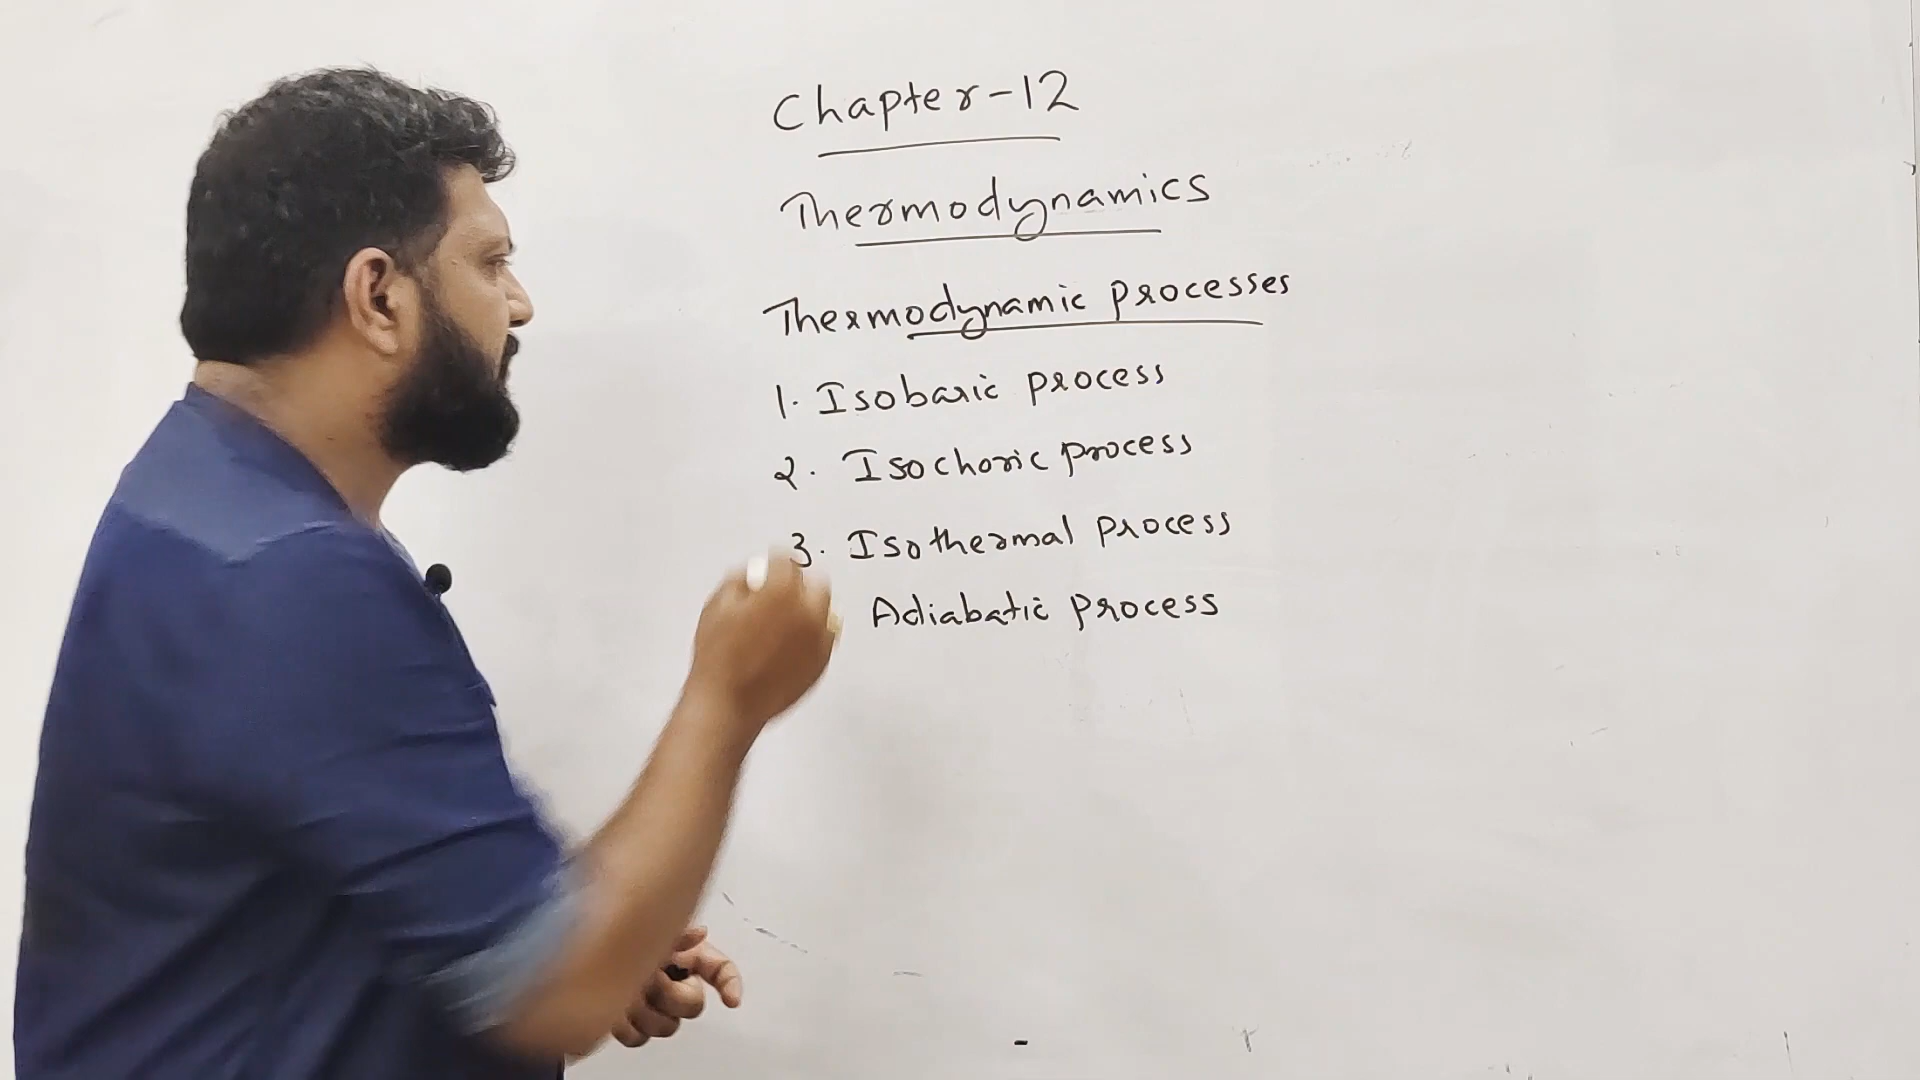 Chapter-12
Thermodynamics
Thermodynamic processes
1. Isobaric process
2. Isochoric process
3. Isothermal process
Adiabatic process